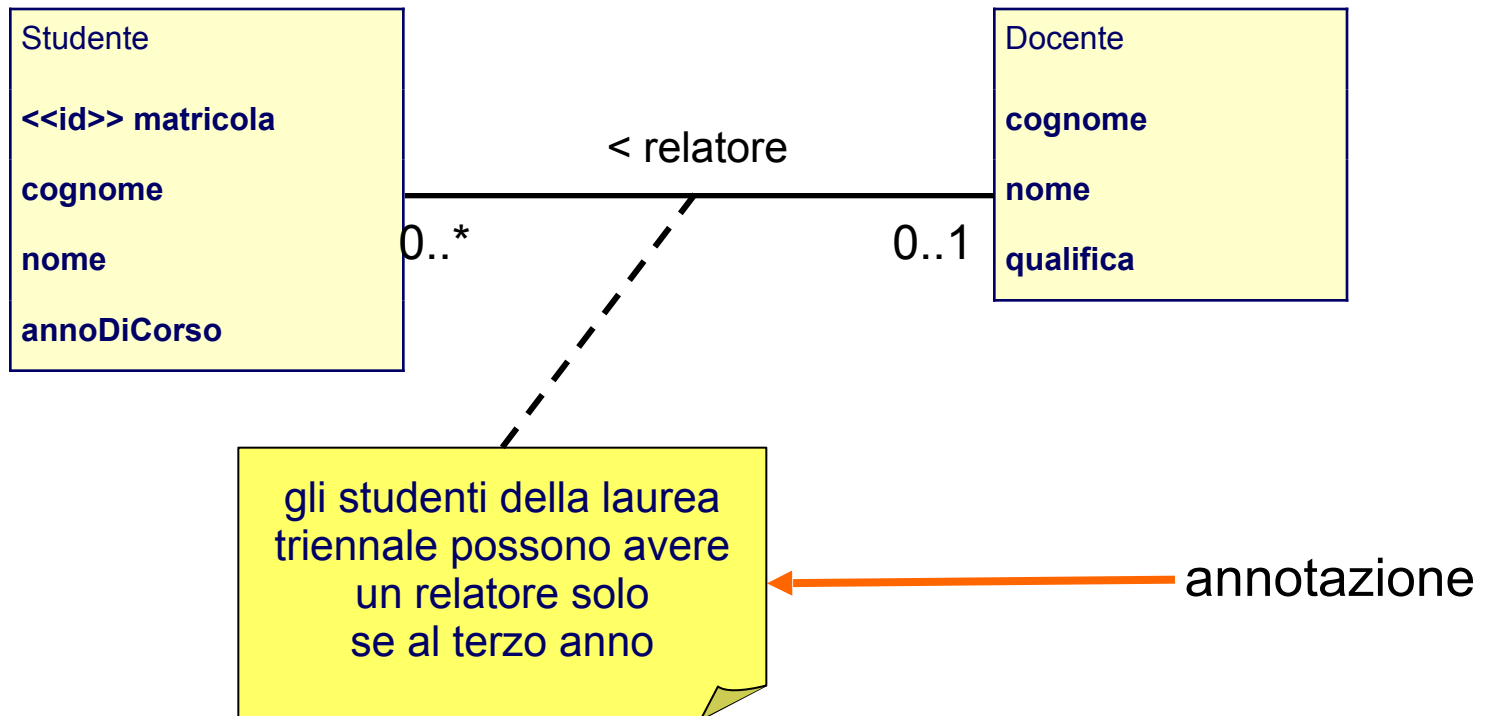 Studente
<<id>> matricola
cognome
nome
annoDiCorso
< relatore
0..*
0..1
Docente
cognome
nome
qualifica
gli studenti della laurea
triennale possono avere
un relatore solo
se al terzo anno
annotazione